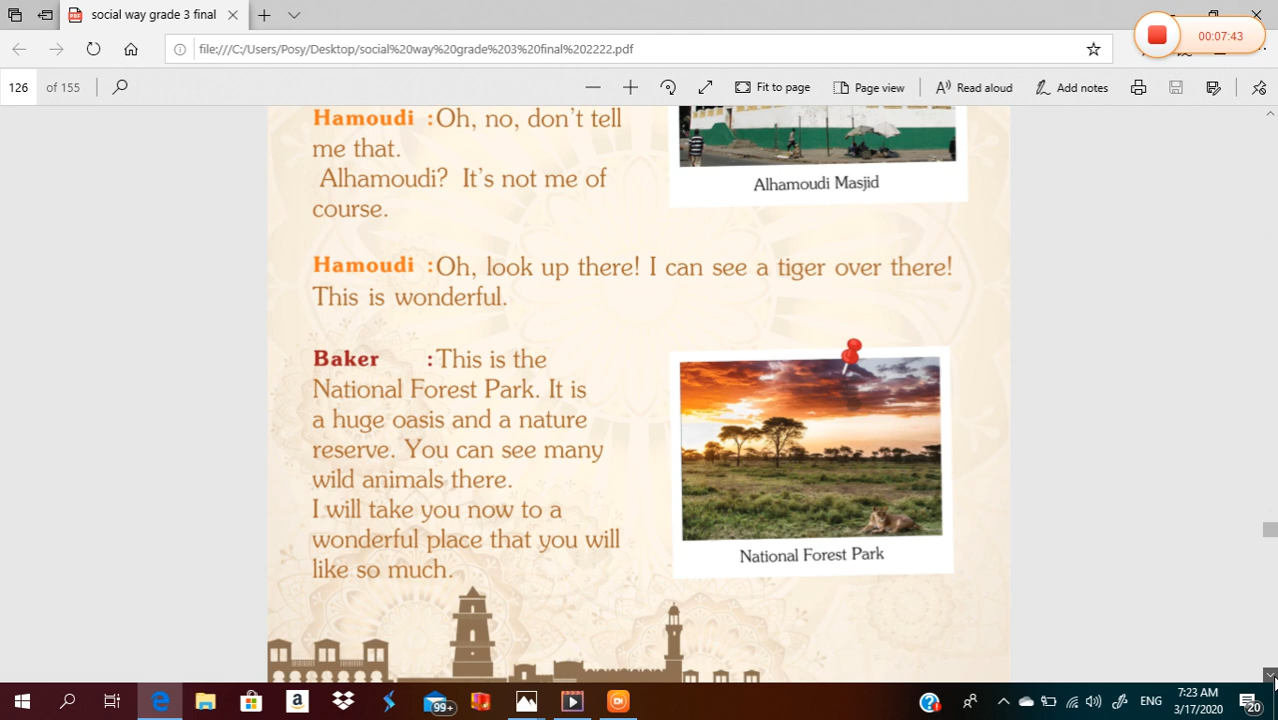 social way grade 3 final
00:07:43
file:///C:/Users/Posy/Desktop/social%20way%20grade%203%20final%202222.pdf
126 of 155
Fit to page
Page view
Read aloud
Add notes
Hamoudi : Oh, no, don't tell
me that.
Alhamoudi? It's not me of
course.
Alhamoudi Masjid
Hamoudi : Oh, look up there! I can see a tiger over there!
This is wonderful.
Baker : This is the
National Forest Park. It is
a huge oasis and a nature
reserve. You can see many
wild animals there.
I will take you now to a
wonderful place that you will
like so much.
National Forest Park
99+
ENG
7:23 AM
3/17/2020
20